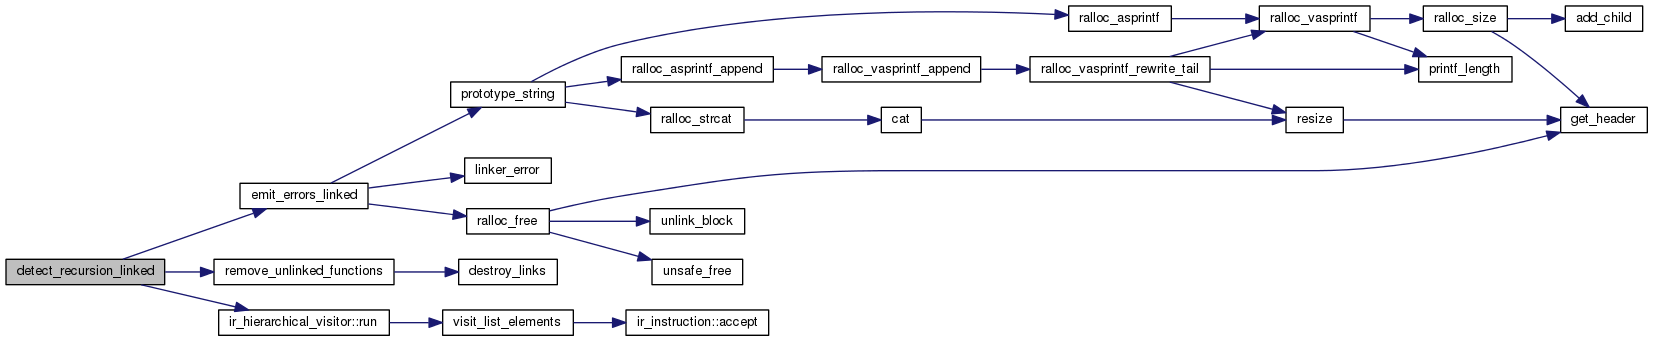 ralloc_asprintf
ralloc_vasprintf
ralloc_size
add_child
ralloc_asprintf_append
ralloc_vasprintf_append
ralloc_vasprintf_rewrite_tail
printf_length
prototype_string
ralloc_strcat
cat
resize
get_header
linker_error
emit_errors_linked
ralloc_free
unlink_block
detect_recursion_linked
remove_unlinked_functions
destroy_links
unsafe_free
ir_hierarchical_visitor::run
visit_list_elements
ir_instruction::accept